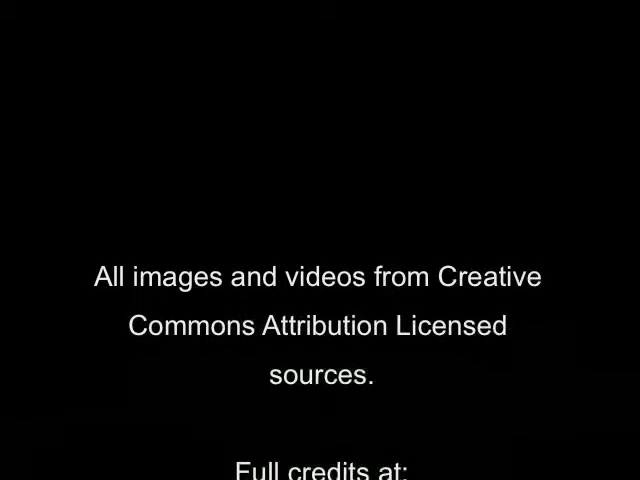 All images and videos from Creative
Commons Attribution Licensed
sources.
Full credits at: